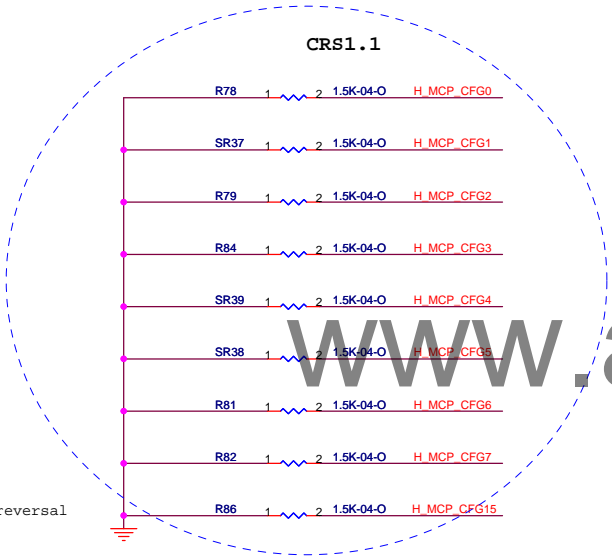 CRS1.1
R78 1 2 1.5K-04-O H_MCP_CFG0
SR37 1 2 1.5K-04-O H_MCP_CFG1
R79 1 2 1.5K-04-O H_MCP_CFG2
R84 1 2 1.5K-04-O H_MCP_CFG3
SR39 1 2 1.5K-04-O H_MCP_CFG4
www.a
SR38 1 2 1.5K-04-O H_MCP_CFG5
R81 1 2 1.5K-04-O H_MCP_CFG6
R82 1 2 1.5K-04-O H_MCP_CFG7
reversal
R86 1 2 1.5K-04-O H_MCP_CFG15